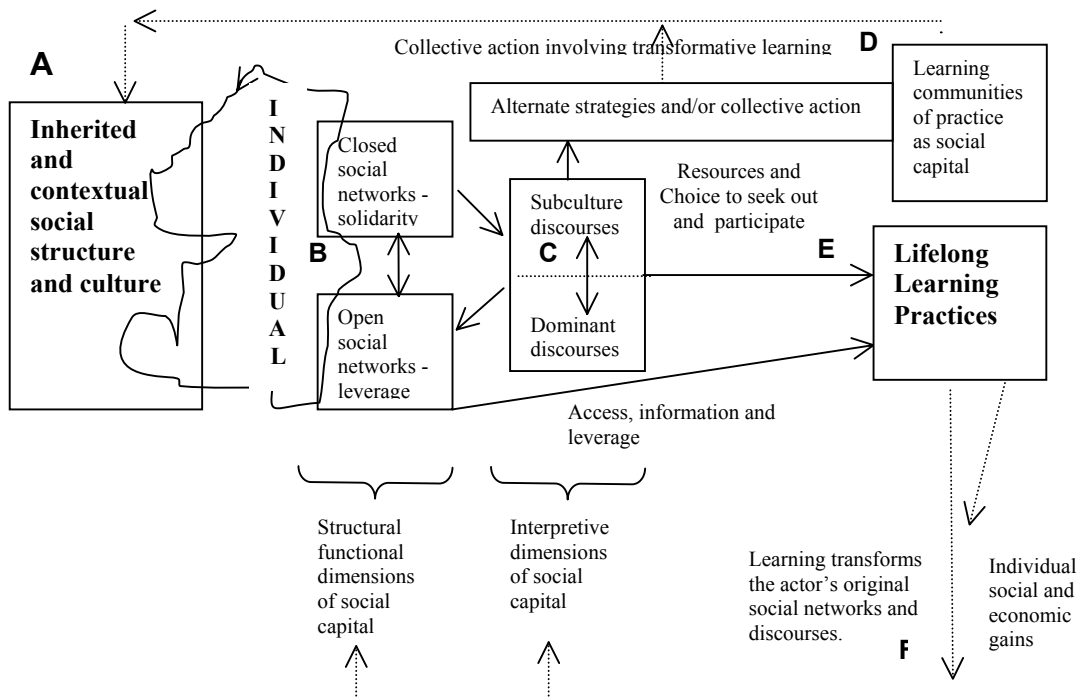 Collective action involving transformative learning
A
D
Inherited
and
contextual
social
structure
and culture
I
N
D
I
V
I
D
U
A
L
Closed
social
networks -
solidarity
B
Open
social
networks -
leverage
Alternate strategies and/or collective action
Learning
communities
of practice
as social
capital
Subculture
discourses
C
Dominant
discourses
Resources and
Choice to seek out
and participate
E
Lifelong
Learning
Practices
Access, information and
leverage
Structural
functional
dimensions
of social
capital
Interpretive
dimensions
of social
capital
Learning transforms
the actor's original
social networks and
discourses.
F
Individual
social and
economic
gains